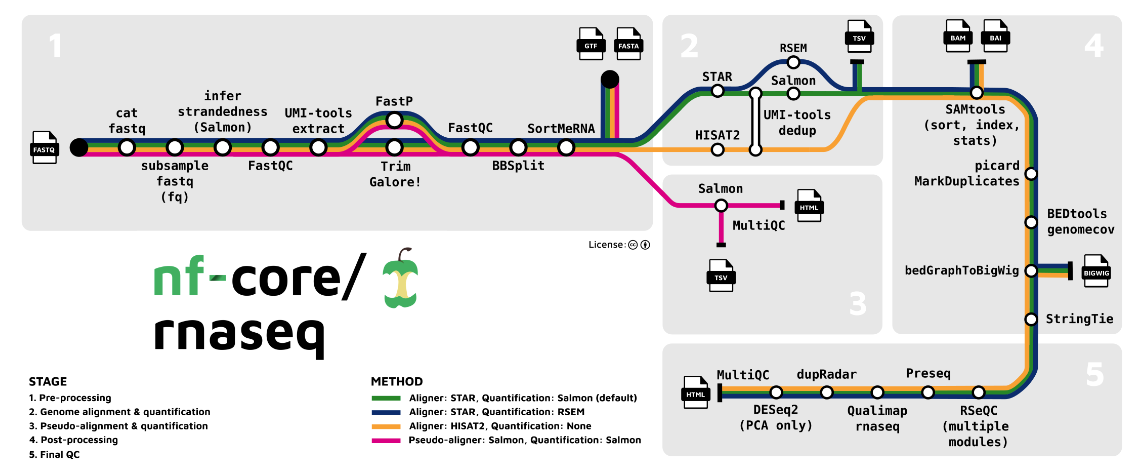 1
GTF
FASTA
FASTQ
cat
fastq
infer
strandedness
(Salmon)
UMI-tools
extract
FastP
FastQC
SortMeRNA
subsample
fastq
(fq)
FastQC
Trim
Galore!
BBSplit
2
TSV
RSEM
STAR
Salmon
UMI-tools
dedup
HISAT2
Salmon
HTML
MultiQC
TSV
3
4
BAM
BAI
SAMtools
(sort, index,
stats)
picard
MarkDuplicates
BEDtools
genomecov
bedGraphToBigWig
BIGWIG
StringTie
5
HTML
MultiQC
dupRadar
Preseq
DESeq2
(PCA only)
Qualimap
rnaseq
RSeQC
(multiple
modules)
License:
nf-core/
rnaseq
STAGE
1. Pre-processing
2. Genome alignment & quantification
3. Pseudo-alignment & quantification
4. Post-processing
5. Final QC
METHOD
Aligner: STAR, Quantification: Salmon (default)
Aligner: STAR, Quantification: RSEM
Aligner: HISAT2, Quantification: None
Pseudo-aligner: Salmon, Quantification: Salmon